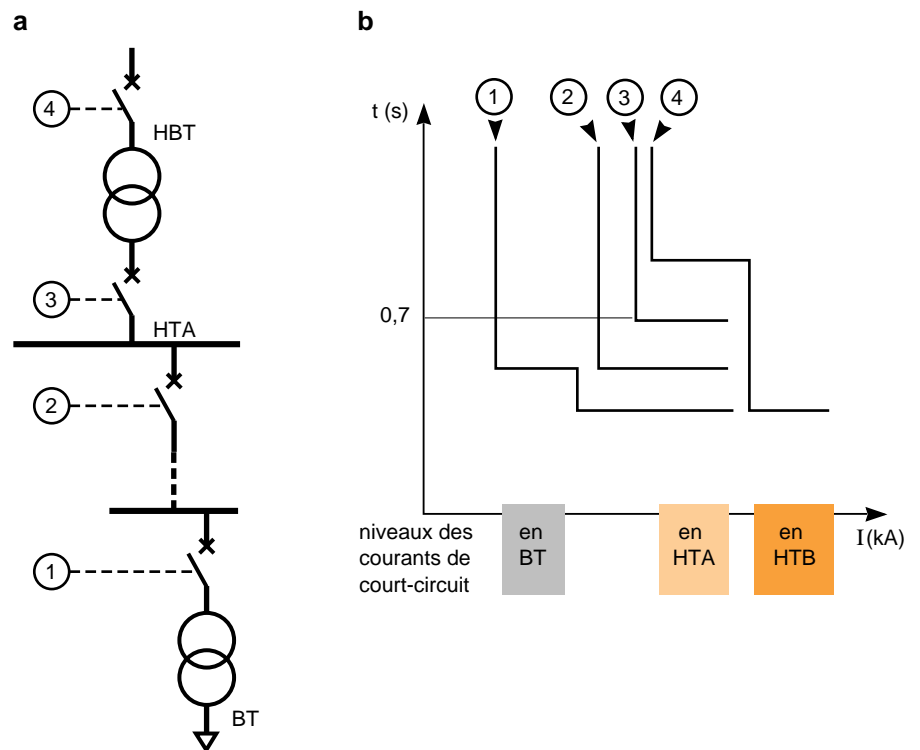 a
4
HBT
3
HTA
2
1
BT
b
t (s)
1
2
3
4
0,7
niveaux des
courants de
court-circuit
en
BT
en
HTA
en
HTB
I (kA)